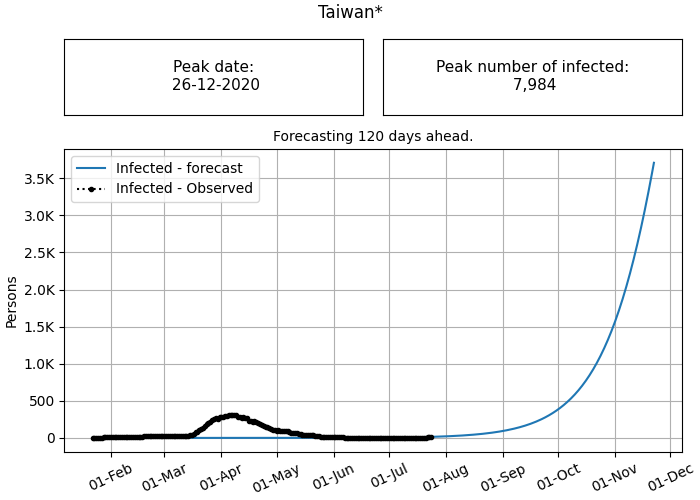 Taiwan*
Peak date:
26-12-2020
Peak number of infected:
7,984
Forecasting 120 days ahead.
Infected - forecast
Infected - Observed
3.5K
3.0K
2.5K
2.0K
1.5K
1.0K
500
0
Persons
01-Feb
01-Mar
01-Apr
01-May
01-Jun
01-Jul
01-Aug
01-Sep
01-Oct
01-Nov
01-Dec